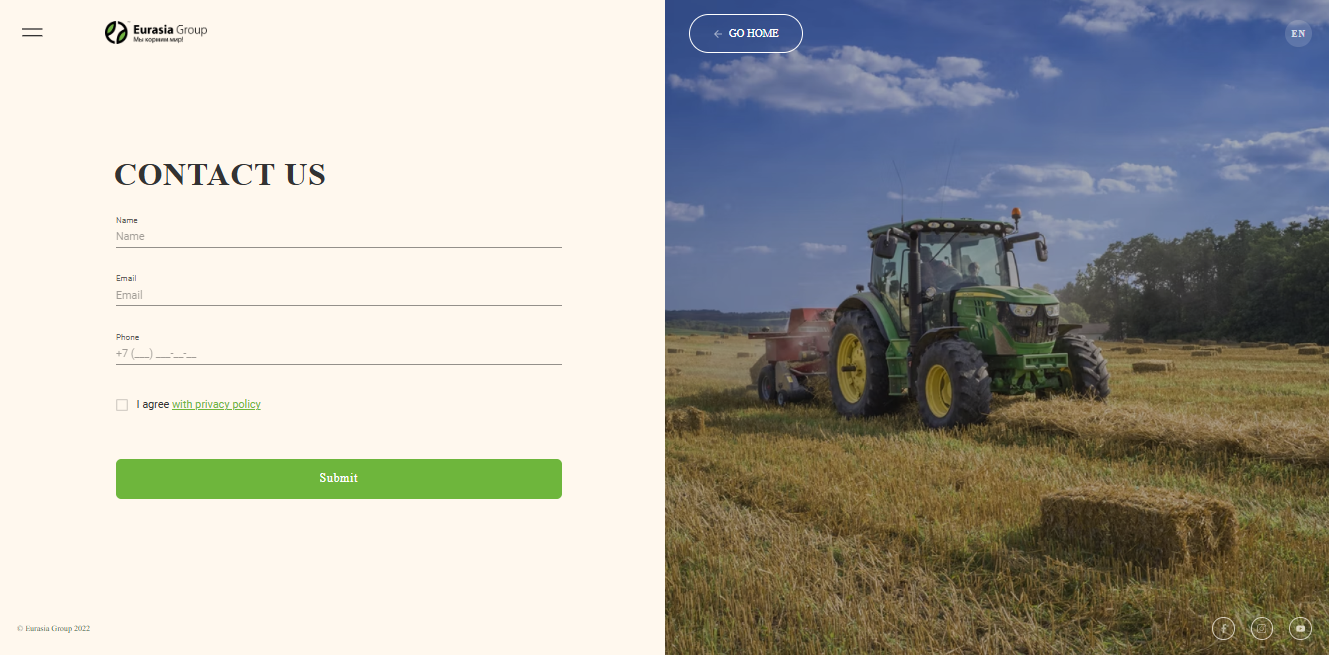 Eurasia Group
Мы кормим мир!
GO HOME
EN
CONTACT US
Name
Name
Email
Email
Phone
+7 (___) ___-__-__
I agree with privacy policy
Submit
© Eurasia Group 2022